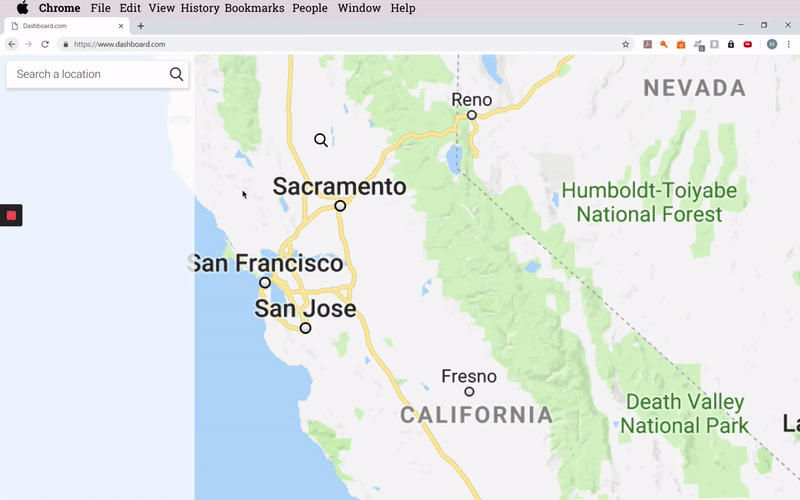 Chrome File Edit View History Bookmarks People Window Help
Dashboard.com
https://www.dashboard.com
M
Search a location
NEVADA
Reno
Sacramento
Humboldt-Toiyabe
National Forest
San Francisco
San Jose
Fresno
CALIFORNIA
Death Valley
National Park
La